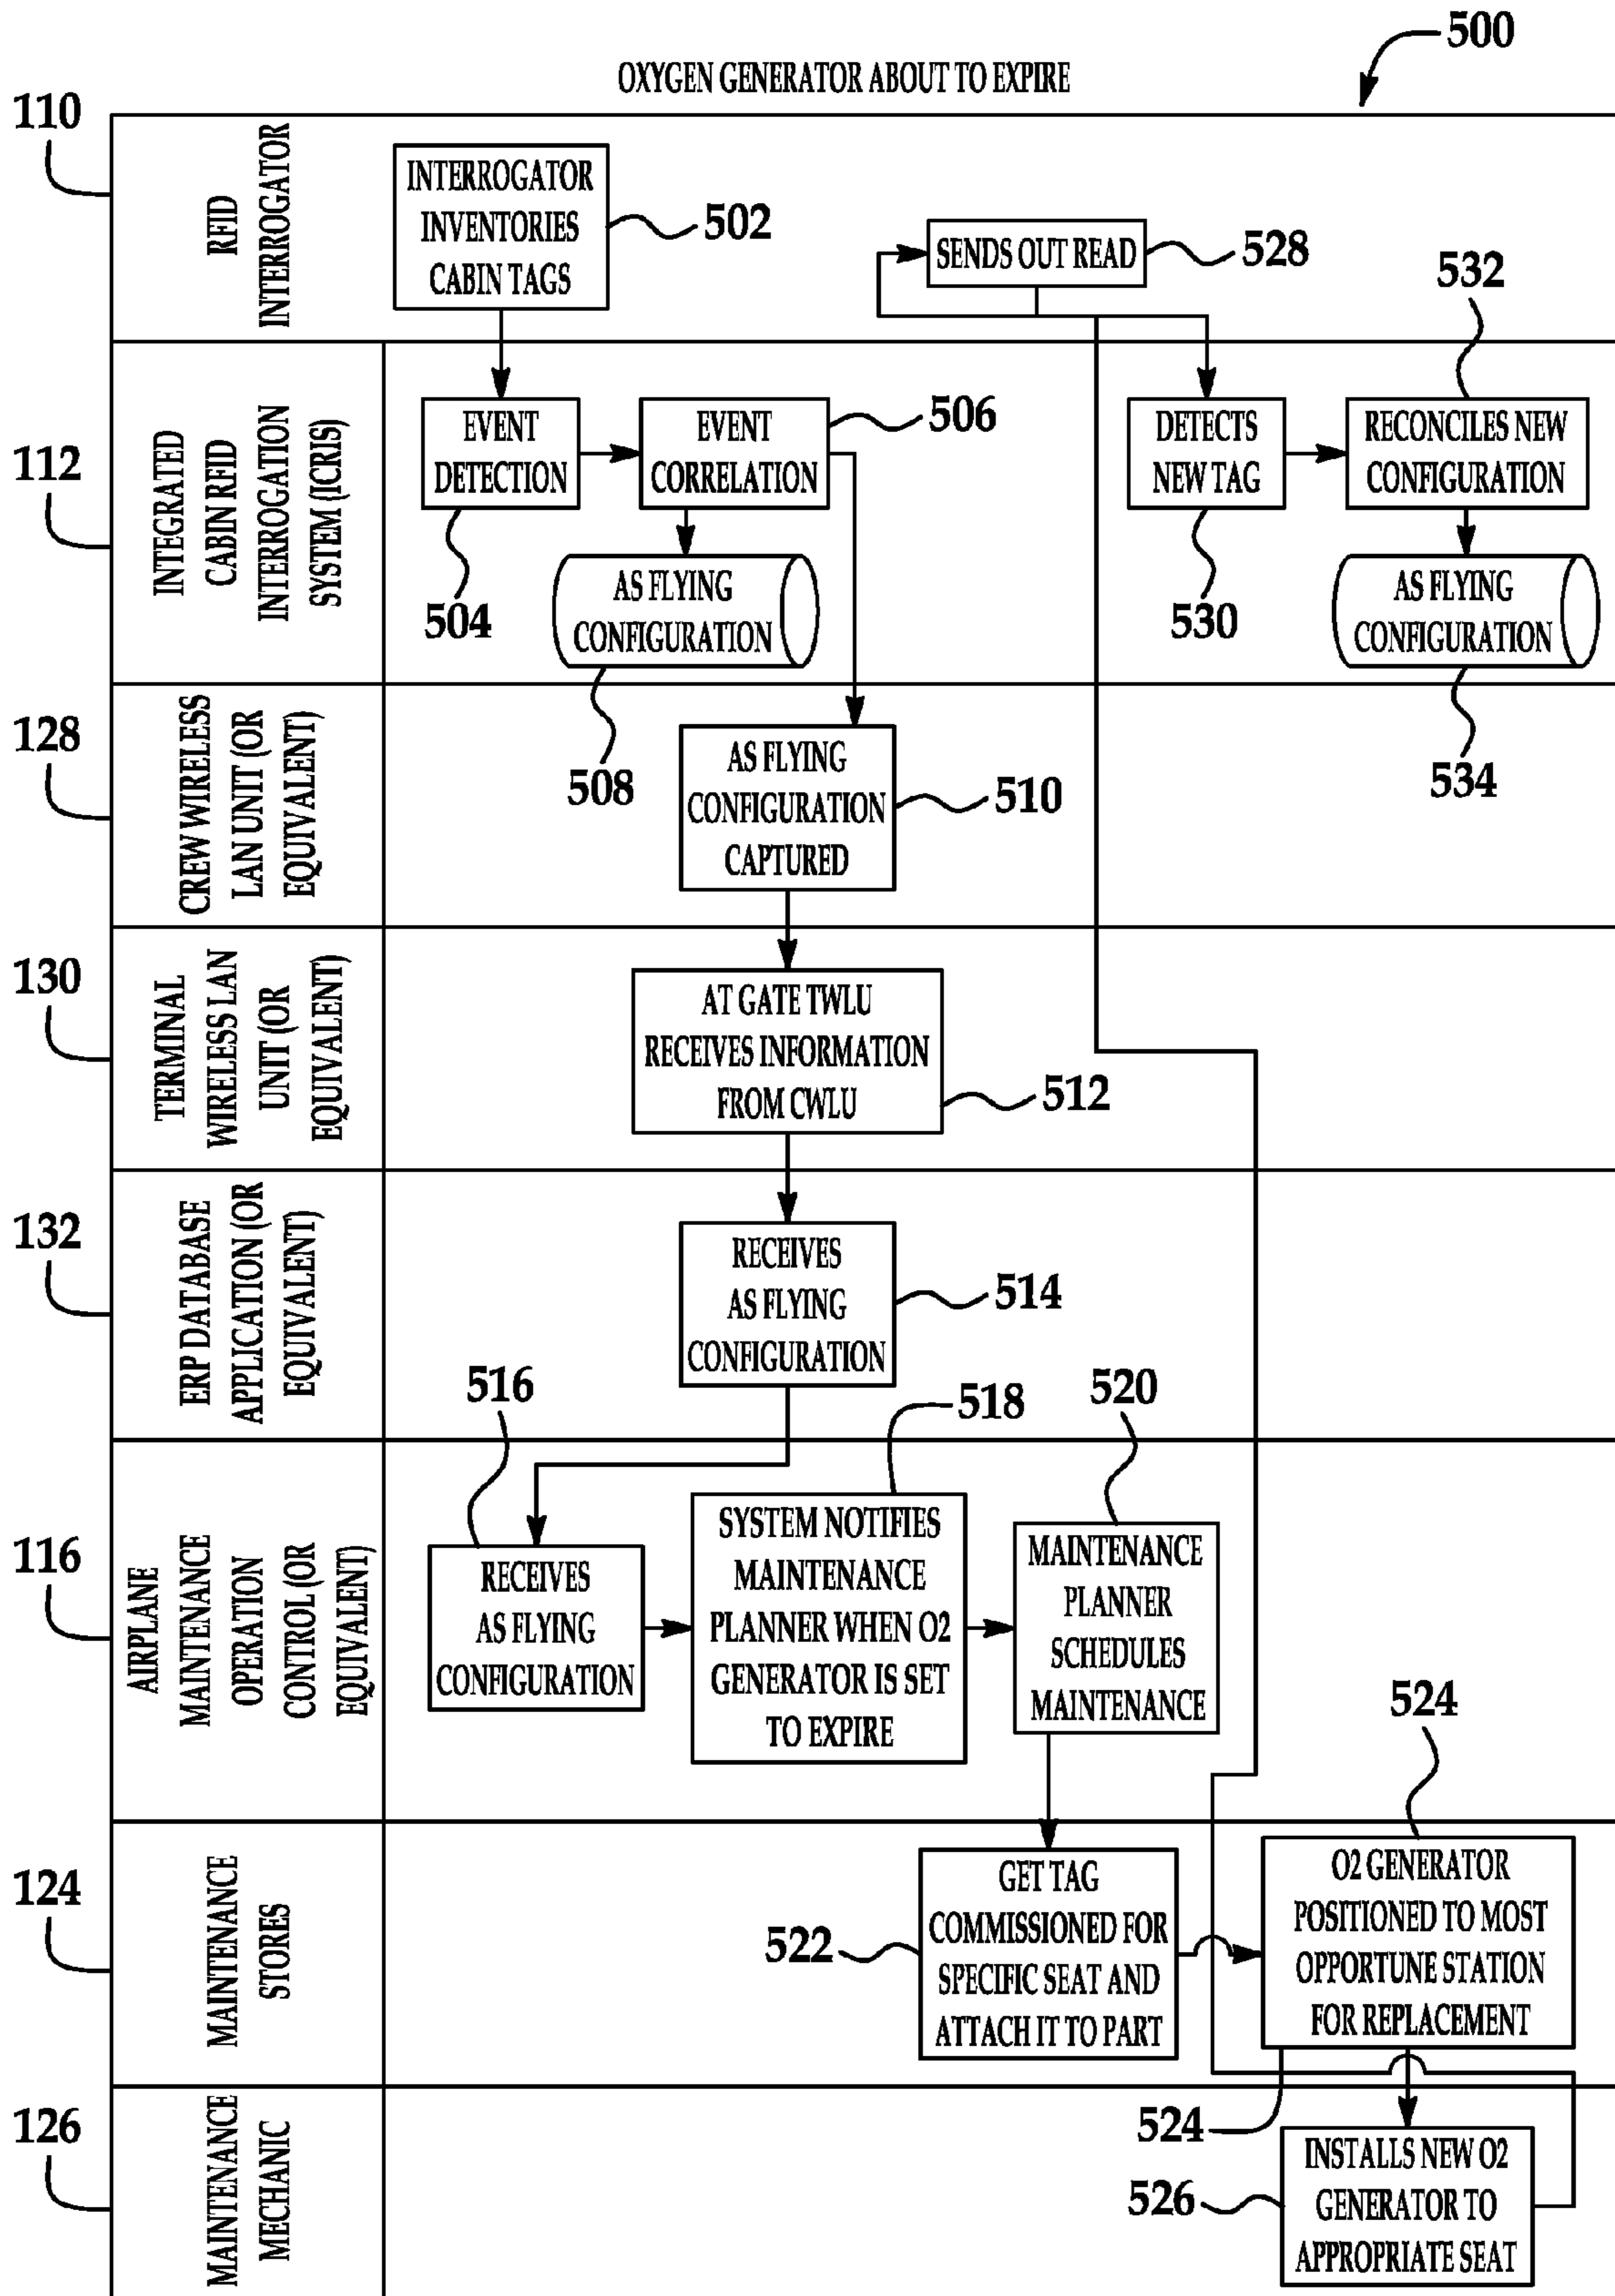 500
OXYGEN GENERATOR ABOUT TO EXPIRE
110
RFID
INTERROGATOR
INTERROGATOR
INVENTORIES
CABIN TAGS
502
SENDS OUT READ
528
532
112
INTEGRATED
CABIN RFID
INTERROGATION
SYSTEM (ICRIS)
EVENT
DETECTION
504
EVENT
CORRELATION
506
AS FLYING
CONFIGURATION
508
DETECTS
NEW TAG
530
RECONCILES NEW
CONFIGURATION
AS FLYING
CONFIGURATION
534
128
CREW WIRELESS
LAN UNIT (OR
EQUIVALENT)
AS FLYING
CONFIGURATION
CAPTURED
510
130
TERMINAL
WIRELESS LAN
UNIT (OR
EQUIVALENT)
AT GATE TWLU
RECEIVES INFORMATION
FROM CWLU
512
132
ERP DATABASE
APPLICATION (OR
EQUIVALENT)
RECEIVES
AS FLYING
CONFIGURATION
514
116
AIRPLANE
MAINTENANCE
OPERATION
CONTROL (OR
EQUIVALENT)
516
RECEIVES
AS FLYING
CONFIGURATION
518
SYSTEM NOTIFIES
MAINTENANCE
PLANNER WHEN O2
GENERATOR IS SET
TO EXPIRE
520
MAINTENANCE
PLANNER
SCHEDULES
MAINTENANCE
524
124
MAINTENANCE
STORES
522
GET TAG
COMMISSIONED FOR
SPECIFIC SEAT AND
ATTACH IT TO PART
O2 GENERATOR
POSITIONED TO MOST
OPPORTUNE STATION
FOR REPLACEMENT
524
126
MAINTENANCE
MECHANIC
526
INSTALLS NEW O2
GENERATOR TO
APPROPRIATE SEAT